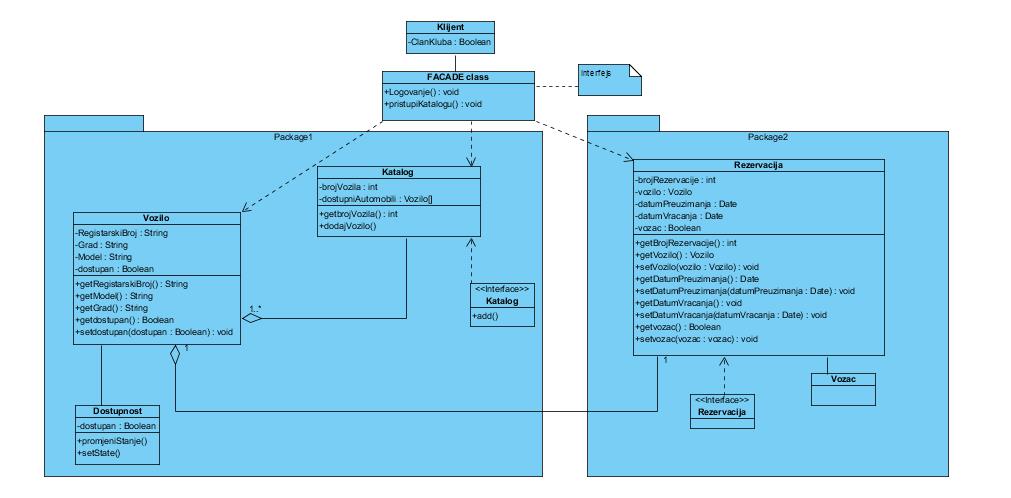 Klijent
-ClanKluba : Boolean
FACADE class
+Logovanje() : void
+pristupiKatalogu() : void
interfejs
Package1
Katalog
-brojVozila : int
-dostupniAutomobili : Vozilo[]
+getbrojVozila() : int
+dodajVozilo()
Vozilo
-RegistarskiBroj : String
-Grad : String
-Model : String
-dostupan : Boolean
+getRegistarskiBroj() : String
+getModel() : String
+getGrad() : String
+getdostupan() : Boolean
+setdostupan(dostupan : Boolean) : void
1..*
<<Interface>>
Katalog
+add()
1
Dostupnost
-dostupan : Boolean
+promjeniStanje()
+setState()
Package2
Rezervacija
-brojRezervacije : int
-vozilo : Vozilo
-datumPreuzimanja : Date
-datumVracanja : Date
-vozac : Boolean
+getBrojRezervacije() : int
+getVozilo() : Vozilo
+setVozilo(vozilo : Vozilo) : void
+getDatumPreuzimanja() : Date
+setDatumPreuzimanja(datumPreuzimanja : Date) : void
+getDatumVracanja() : void
+setDatumVracanja(datumVracanja : Date) : void
+getvozac() : Boolean
+setvozac(vozac : vozac) : void
1
<<Interface>>
Rezervacija
Vozac